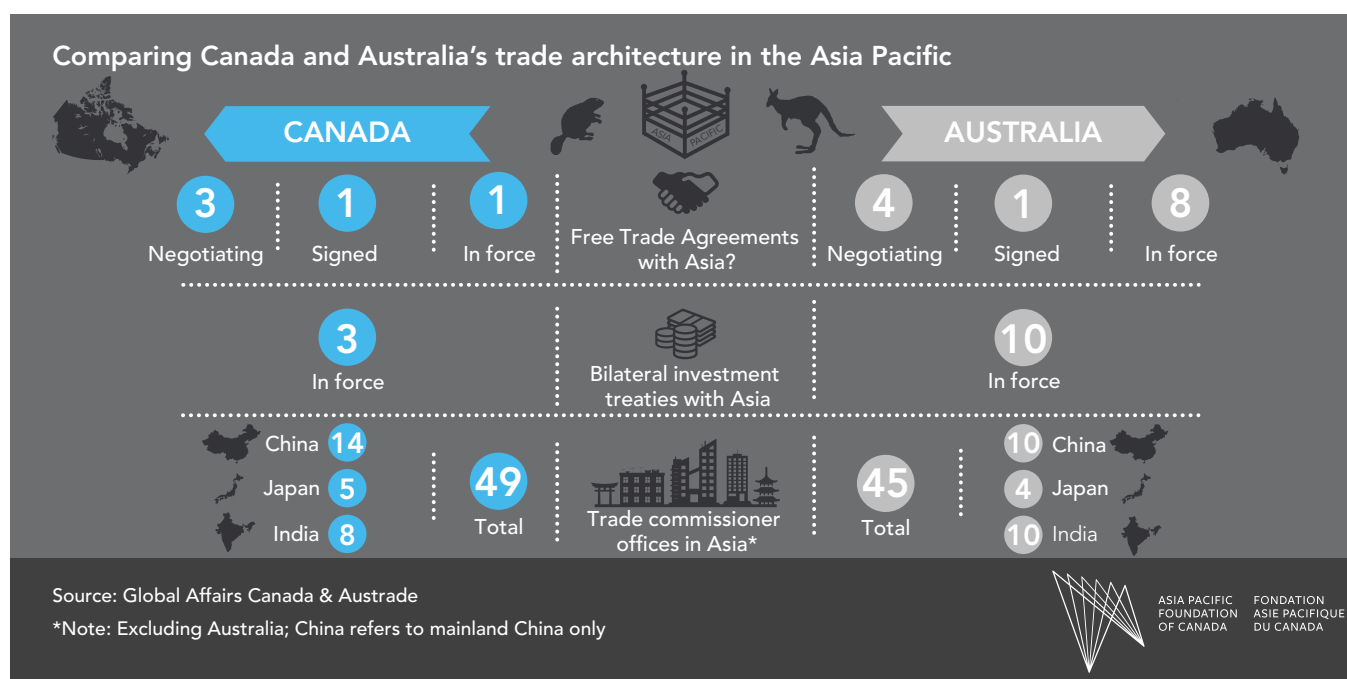 Comparing Canada and Australia's trade architecture in the Asia Pacific
CANADA
ASIA PACIFIC
AUSTRALIA
3
Negotiating
1
Signed
1
In force
Free Trade Agreements
with Asia?
4
Negotiating
1
Signed
8
In force
3
In force
Bilateral investment
treaties with Asia
10
In force
China 14
Japan 5
India 8
49
Total
Trade commissioner
offices in Asia*
45
Total
10 China
4 Japan
10 India
Source: Global Affairs Canada & Austrade
*Note: Excluding Australia; China refers to mainland China only
ASIA PACIFIC
FOUNDATION
OF CANADA
FONDATION
ASIE PACIFIQUE
DU CANADA